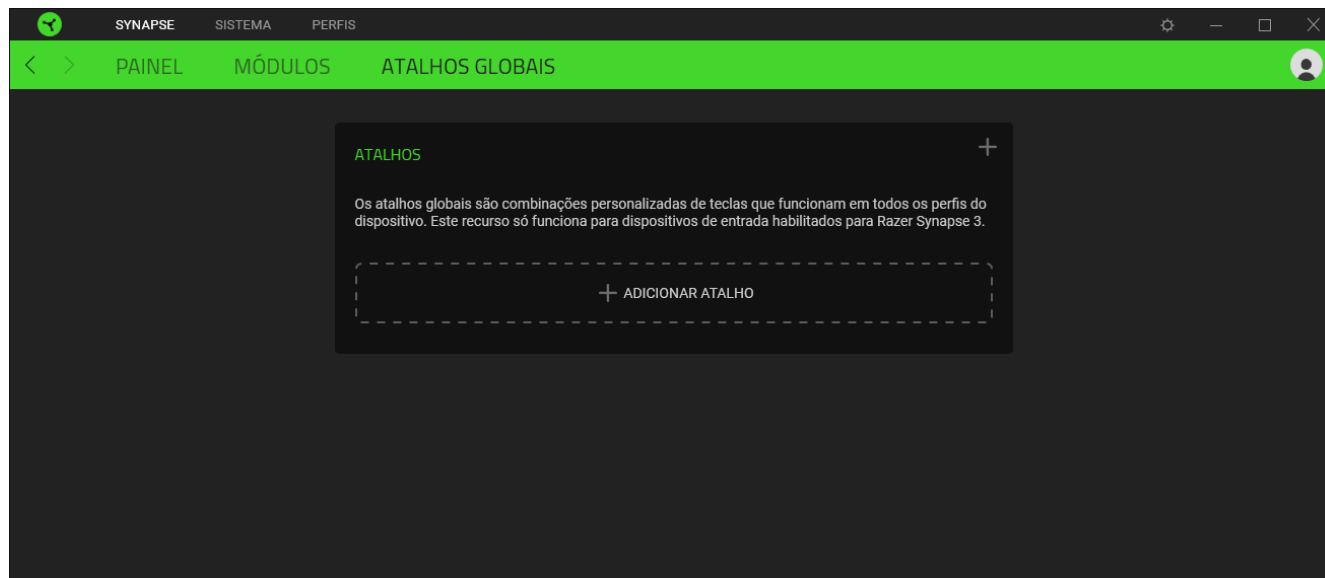 SYNAPSE SISTEMA PERFIS
PAINEL MÓDULOS ATALHOS GLOBAIS
ATALHOS
Os atalhos globais são combinações personalizadas de teclas que funcionam em todos os perfis do
dispositivo. Este recurso só funciona para dispositivos de entrada habilitados para Razer Synapse 3.
ADICIONAR ATALHO